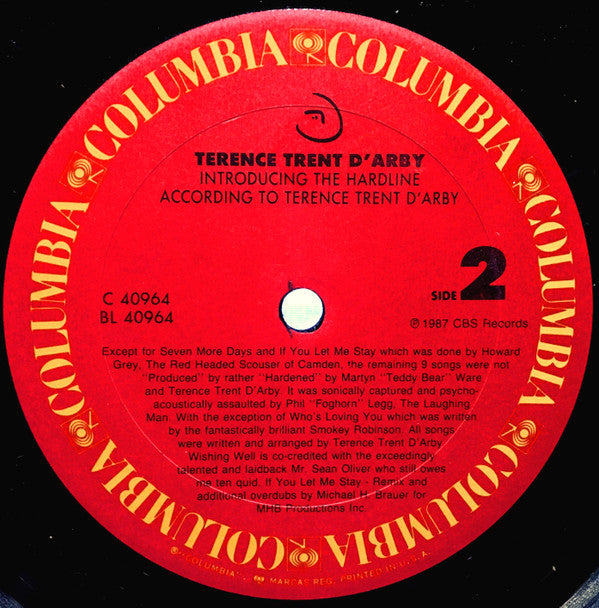 COLUMBIA COLUMBIA COLUMBIA COLUMBIA COLUMBIA COLUMBIA COLUMBIA COLUMBIA
TERENCE TRENT D'ARBY
INTRODUCING THE HARDLINE
ACCORDING TO TERENCE TRENT D'ARBY
C 40964
BL 40964
SIDE 2
℗ 1987 CBS Records
Except for Seven More Days and If You Let Me Stay which was done by Howard
Grey, The Red Headed Scouser of Camden, the remaining 9 songs were not
"Produced" by rather "Hardened" by Martyn "Teddy Bear" Ware
and Terence Trent D'Arby. It was sonically captured and psycho-
acoustically assaulted by Phil "Foghorn" Legg, The Laughing
Man. With the exception of Who's Loving You which was written
by the fantastically brilliant Smokey Robinson. All songs
were written and arranged by Terence Trent D'Arby
Wishing Well is co-credited with the exceedingly
talented and laidback Mr. Sean Oliver who still owes
me ten quid. If You Let Me Stay - Remix and
additional overdubs by Michael H. Brauer for
MHB Productions Inc.
® "COLUMBIA", MARCAS REG. PRINTED IN U.S.A.